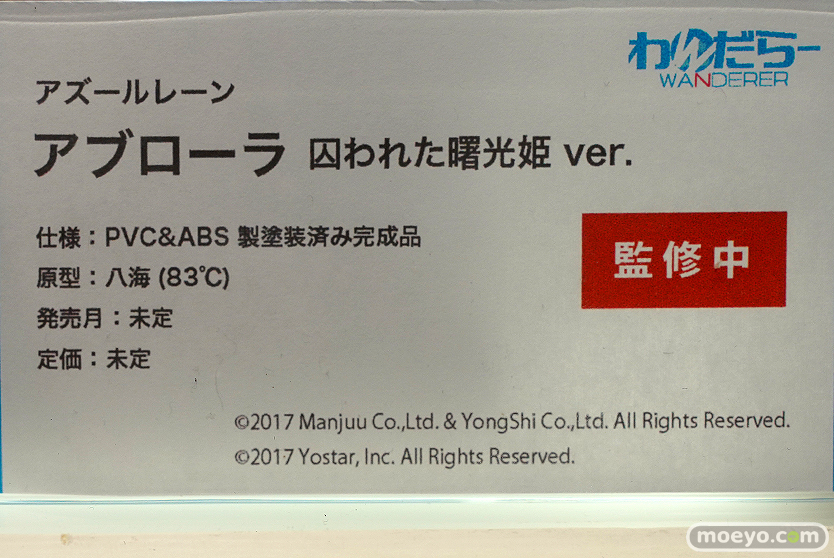 わんだらー
WANDERER
アズールレーン
アブローラ 囚われた曙光姫 ver.
仕様：PVC&ABS 製塗装済み完成品
原型：八海 (83℃)
発売月：未定
定価：未定
監修中
©2017 Manjuu Co.,Ltd. & YongShi Co.,Ltd. All Rights Reserved.
©2017 Yostar, Inc. All Rights Reserved.
moeyo.com